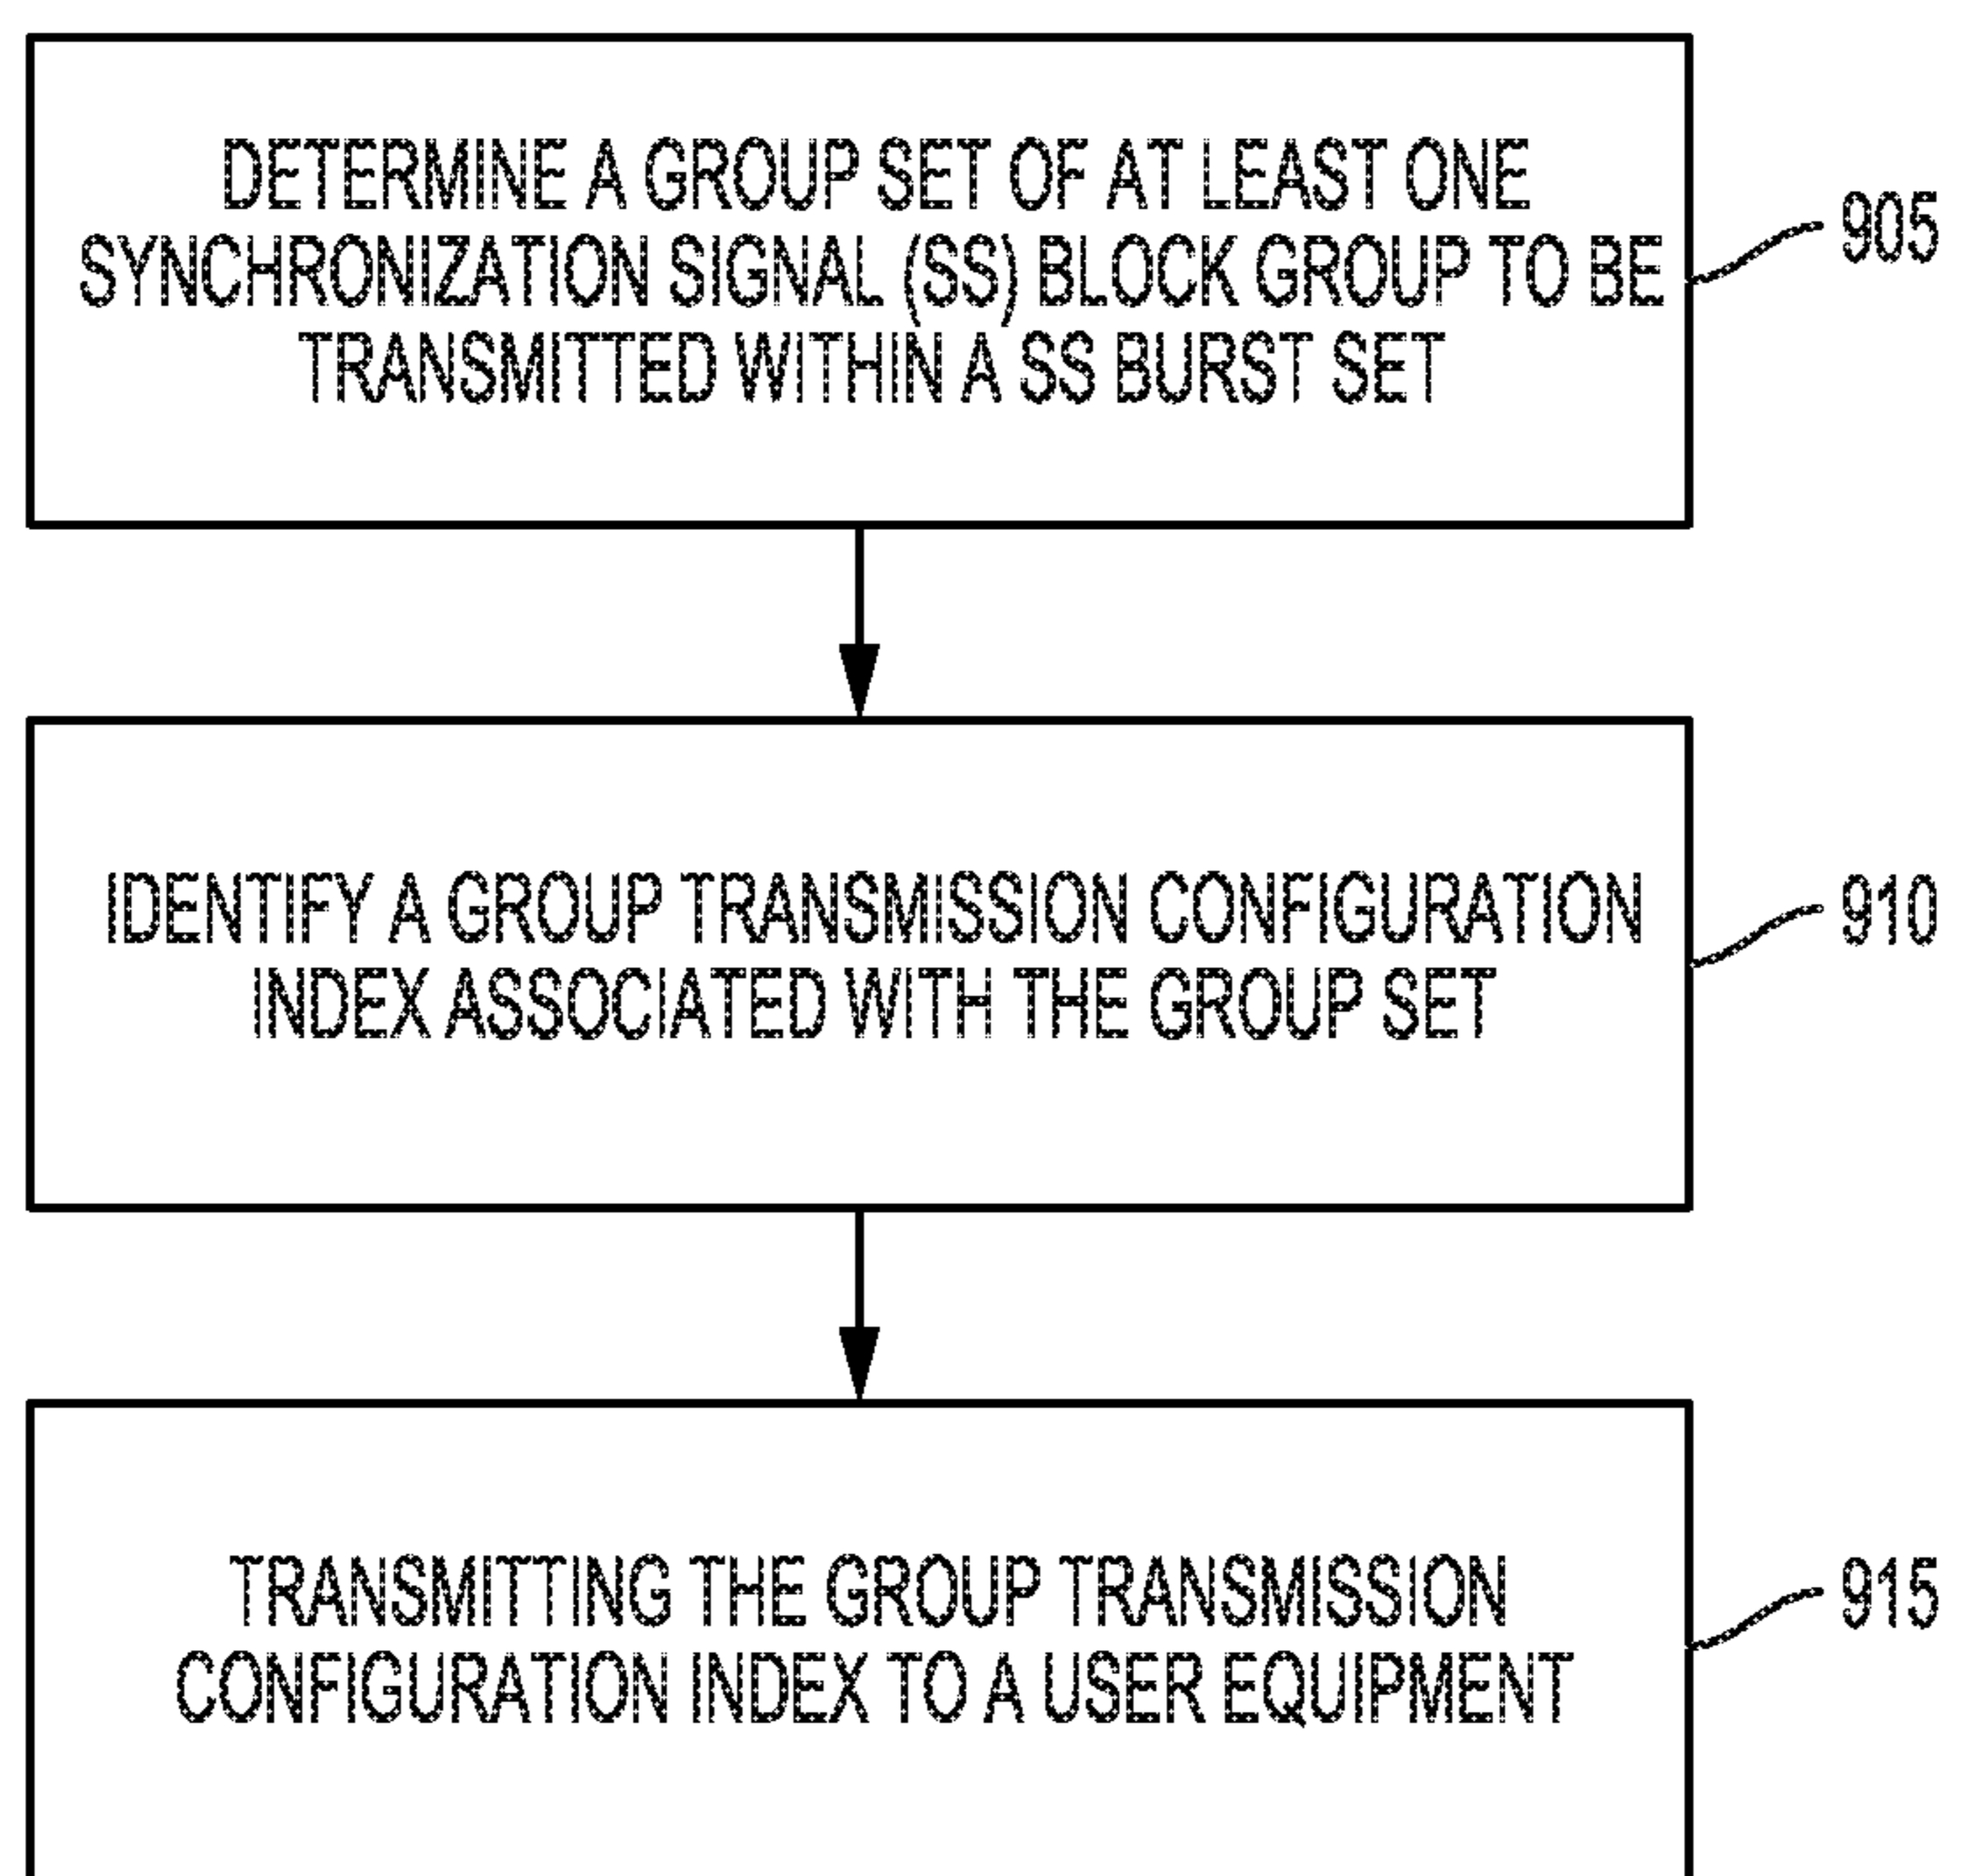 DETERMINE A GROUP SET OF AT LEAST ONE
SYNCHRONIZATION SIGNAL (SS) BLOCK GROUP TO BE
TRANSMITTED WITHIN A SS BURST SET
905
IDENTIFY A GROUP TRANSMISSION CONFIGURATION
INDEX ASSOCIATED WITH THE GROUP SET
910
TRANSMITTING THE GROUP TRANSMISSION
CONFIGURATION INDEX TO A USER EQUIPMENT
915